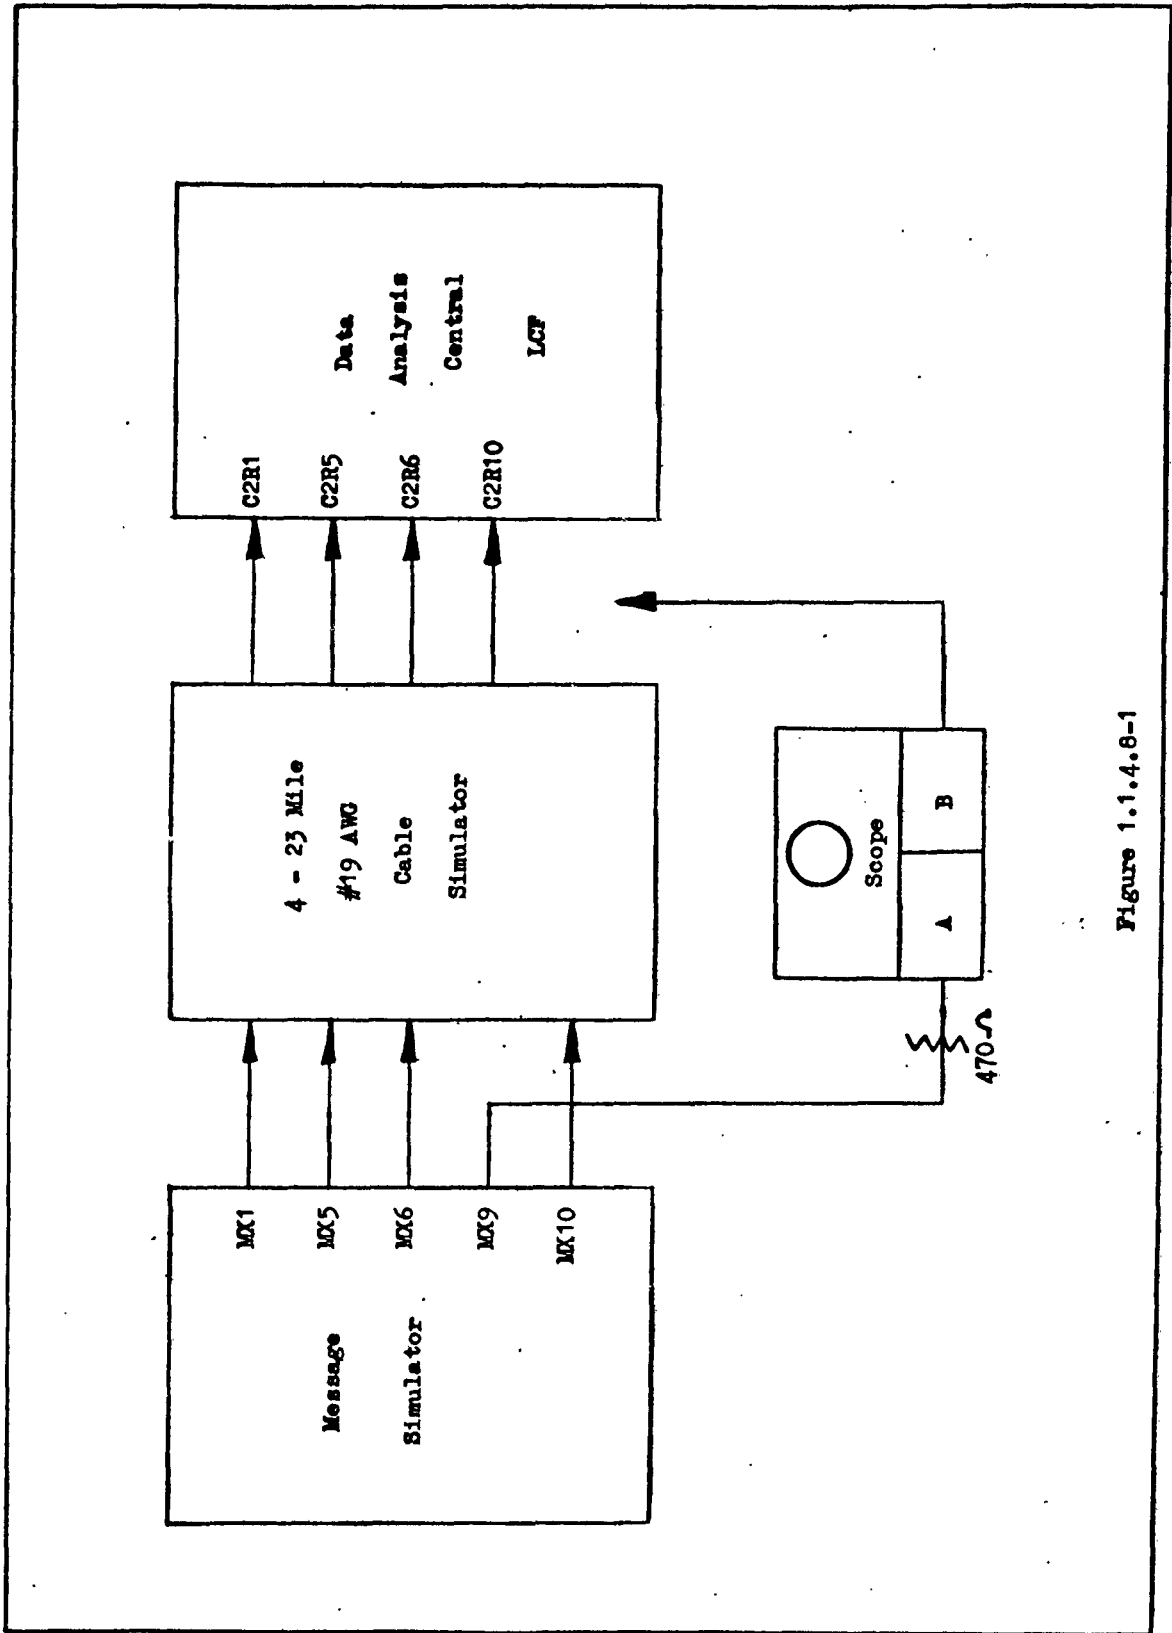 Message
Simulator
MX1
MX5
MX6
MX9
MX10
4 - 23 Mile
#19 AWG
Cable
Simulator
C2R1
C2R5
C2R6
C2R10
Data
Analysis
Central
LCF
470Ω
Scope
A
B
Figure 1.1.4.8-1